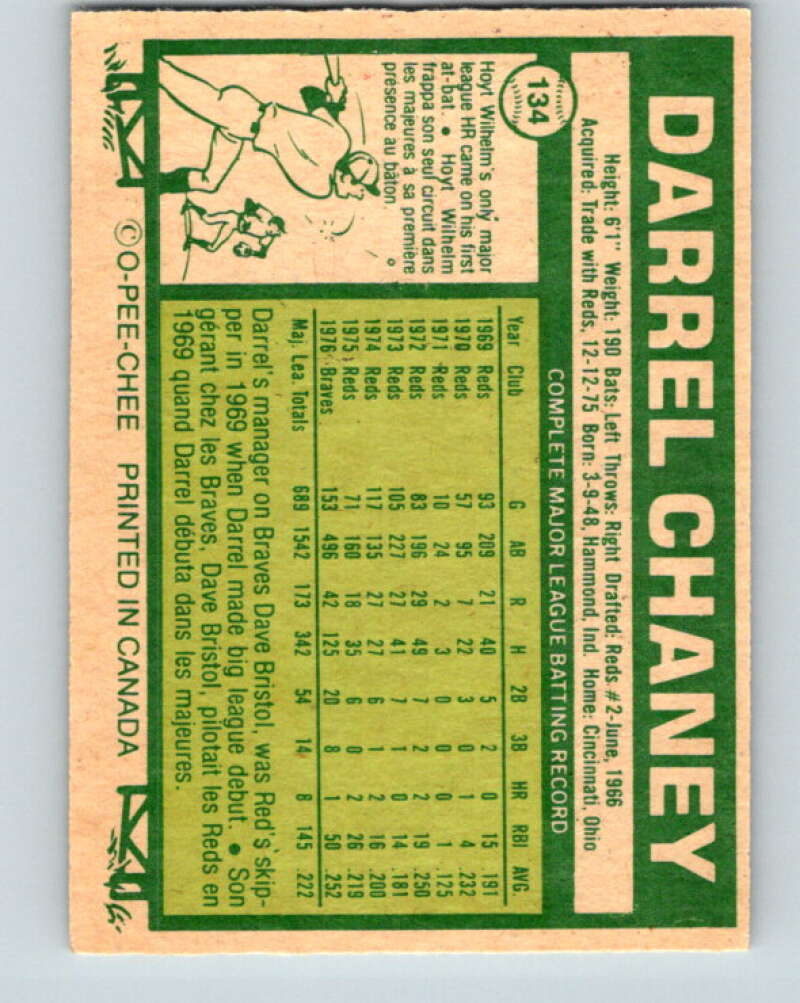 DARREL CHANEY
Height: 6'1" Weight: 190 Bats: Left Throws: Right Drafted: Reds #2-June, 1966
Acquired: Trade with Reds, 12-12-75 Born: 3-9-48, Hammond, Ind. Home: Cincinnati, Ohio
134
COMPLETE MAJOR LEAGUE BATTING RECORD
Hoyt Wilhelm's only major
league HR came on his first
at-bat. • Hoyt Wilhelm
frappa son seul circuit dans
les majeures à sa première
présence au bâton.
Year Club G AB R H 2B 3B HR RBI AVG.
1969 Reds 93 209 21 40 5 2 0 15 .191
1970 Reds 57 95 7 22 3 0 1 4 .232
1971 Reds 10 24 2 3 0 0 0 1 .125
1972 Reds 83 196 29 49 7 2 2 19 .250
1973 Reds 105 227 27 41 7 1 0 14 .181
1974 Reds 117 135 27 27 6 1 2 16 .200
1975 Reds 71 160 18 35 6 0 2 26 .219
1976 Braves 153 496 42 125 20 8 1 50 .252
Maj. Lea. Totals 689 1542 173 342 54 14 8 145 .222
Darrel's manager on Braves Dave Bristol, was Red's skip-
per in 1969 when Darrel made big league debut. • Son
gérant chez les Braves, Dave Bristol, pilotait les Reds en
1969 quand Darrel débuta dans les majeures.
© O-PEE-CHEE PRINTED IN CANADA